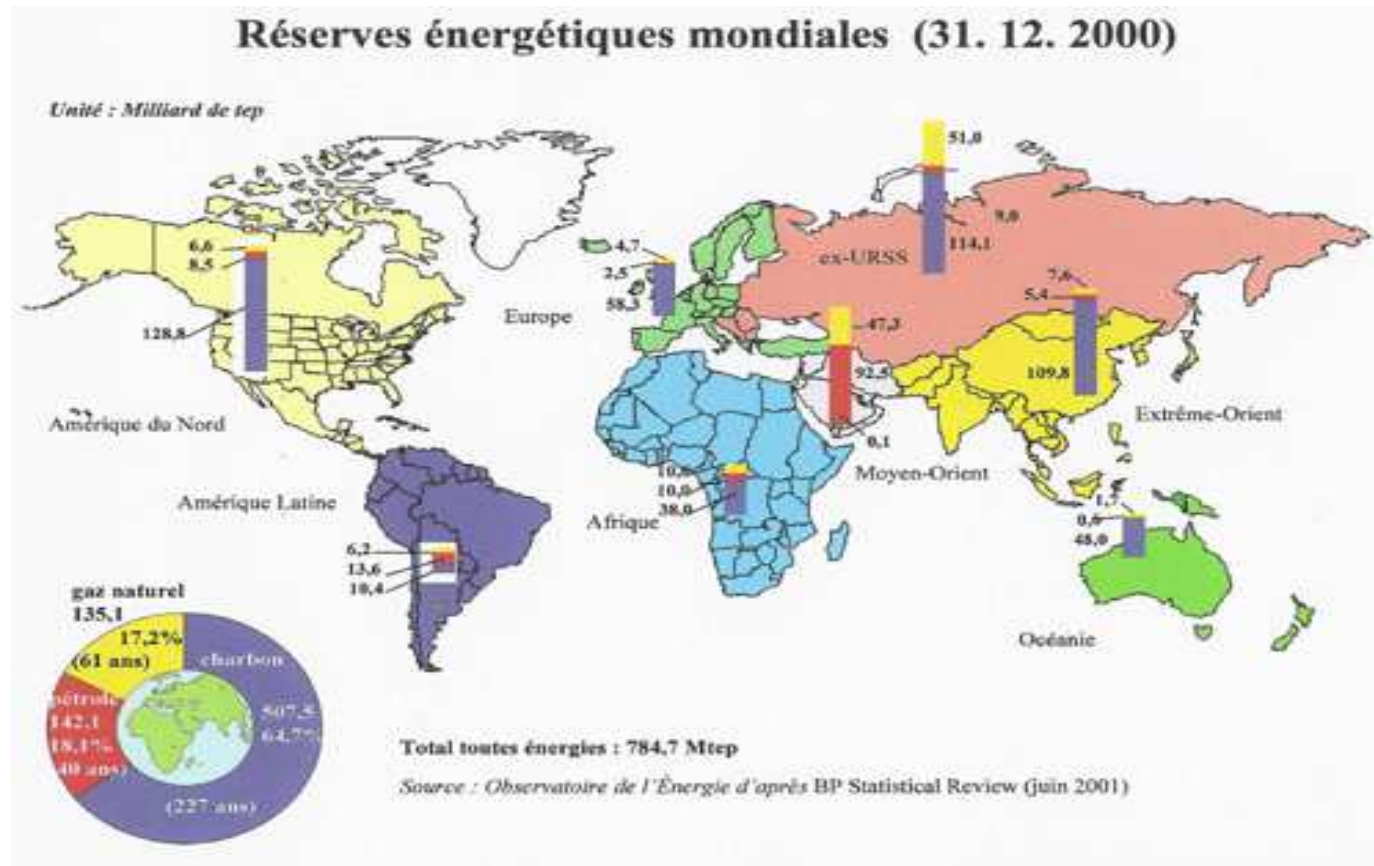 Réserves énergétiques mondiales (31. 12. 2000)
Unité : Milliard de tep
51,0
9,0
114,1
ex-URSS
6,6
8,5
128,8
Amérique du Nord
4,7
2,5
58,3
Europe
7,6
5,4
109,8
Extrême-Orient
47,3
92,5
0,1
Moyen-Orient
Amérique Latine
6,2
13,6
10,4
10,0
38,0
Afrique
1,7
0,6
48,0
Océanie
gaz naturel
135,1
17,2%
(61 ans)
charbon
507,5
64,7%
(227 ans)
pétrole
142,1
18,1%
(40 ans)
Total toutes énergies : 784,7 Mtep
Source : Observatoire de l'Énergie d'après BP Statistical Review (juin 2001)